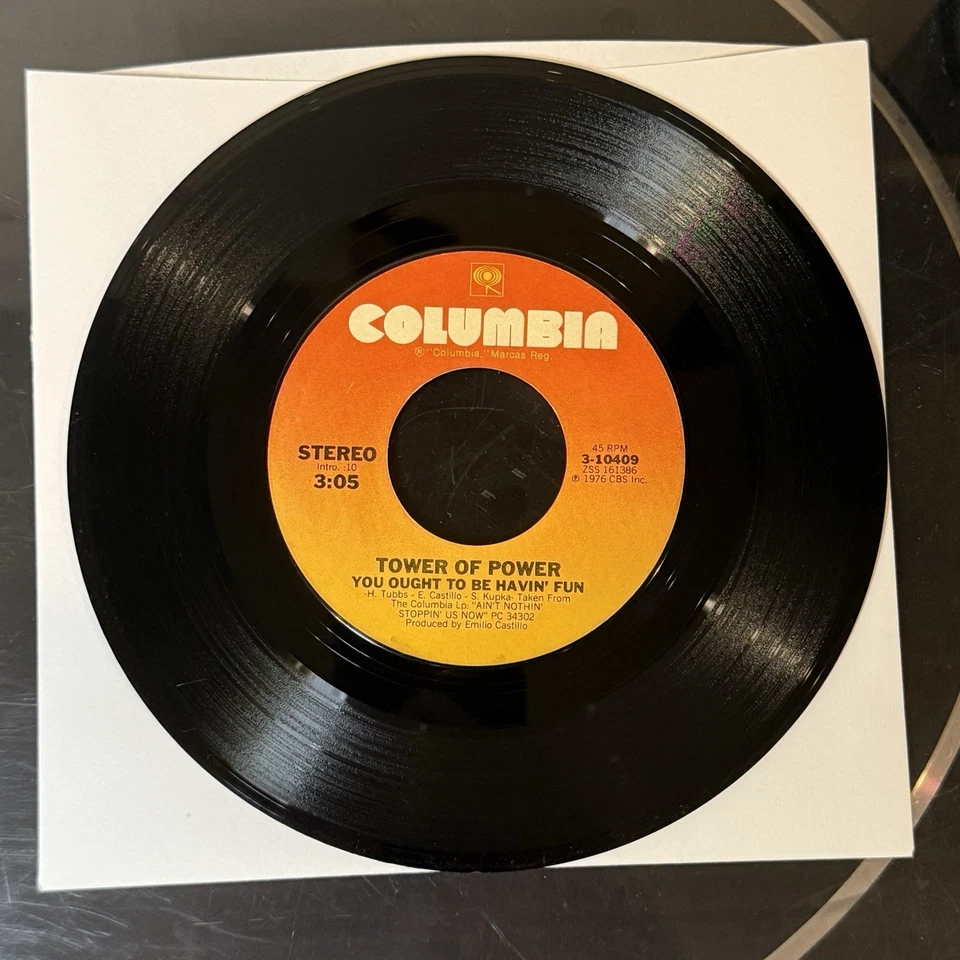 COLUMBIA
®"Columbia," Marcas Reg.
STEREO
Intro. :10
3:05
45 RPM
3-10409
ZSS 161386
℗ 1976 CBS Inc.
TOWER OF POWER
YOU OUGHT TO BE HAVIN' FUN
-H. Tubbs - E. Castillo - S. Kupka- Taken From
The Columbia Lp: "AIN'T NOTHIN'
STOPPIN' US NOW" PC 34302
Produced by Emilio Castillo